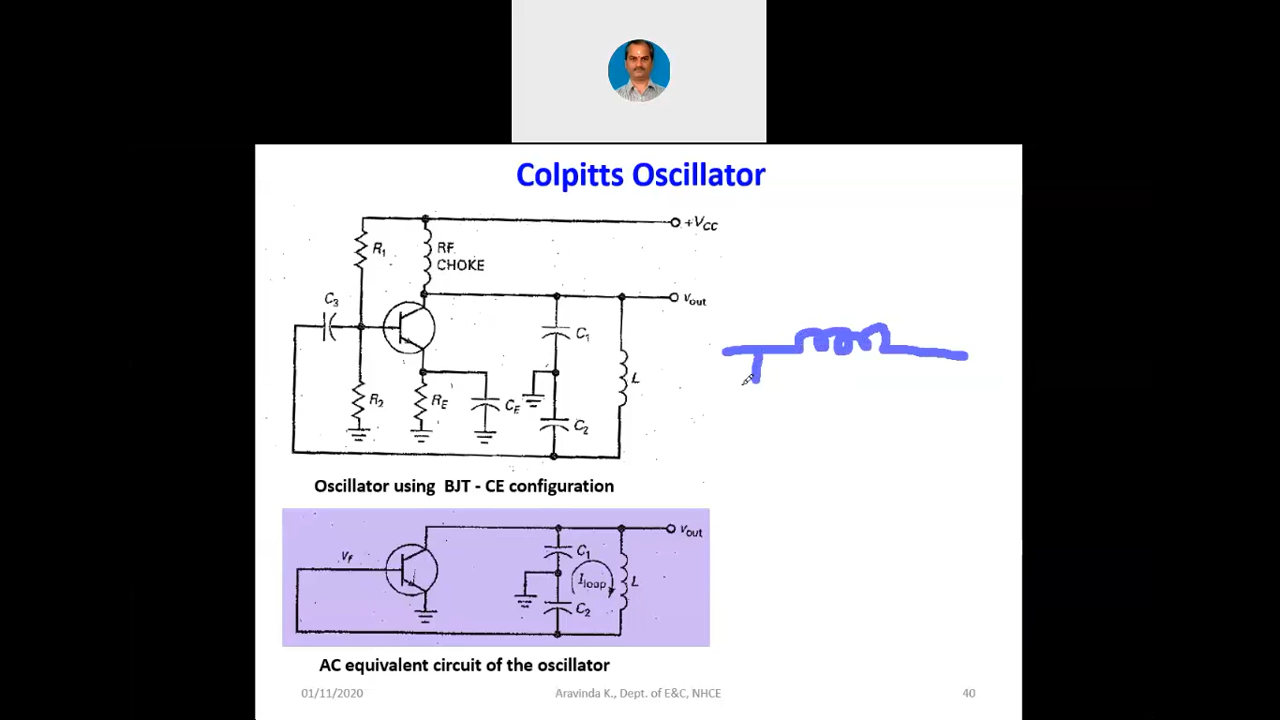 Colpitts Oscillator
+VCC
R1
RF
CHOKE
C3
vout
C1
L
R2
RE
CE
C2
Oscillator using BJT - CE configuration
vout
vf
C1
Iloop
L
C2
AC equivalent circuit of the oscillator
01/11/2020 Aravinda K., Dept. of E&C, NHCE 40